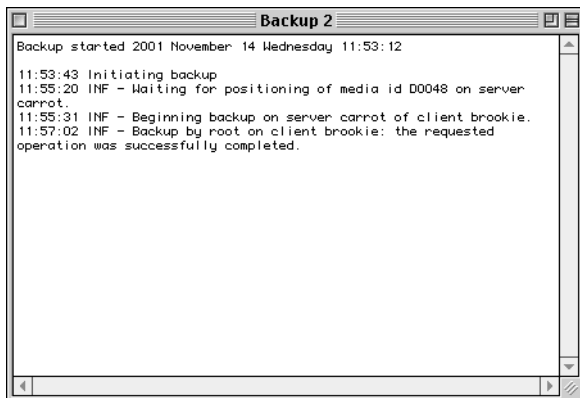 Backup 2
Backup started 2001 November 14 Wednesday 11:53:12
11:53:43 Initiating backup
11:55:20 INF - Waiting for positioning of media id D0048 on server
carrot.
11:55:31 INF - Beginning backup on server carrot of client brookie.
11:57:02 INF - Backup by root on client brookie: the requested
operation was successfully completed.